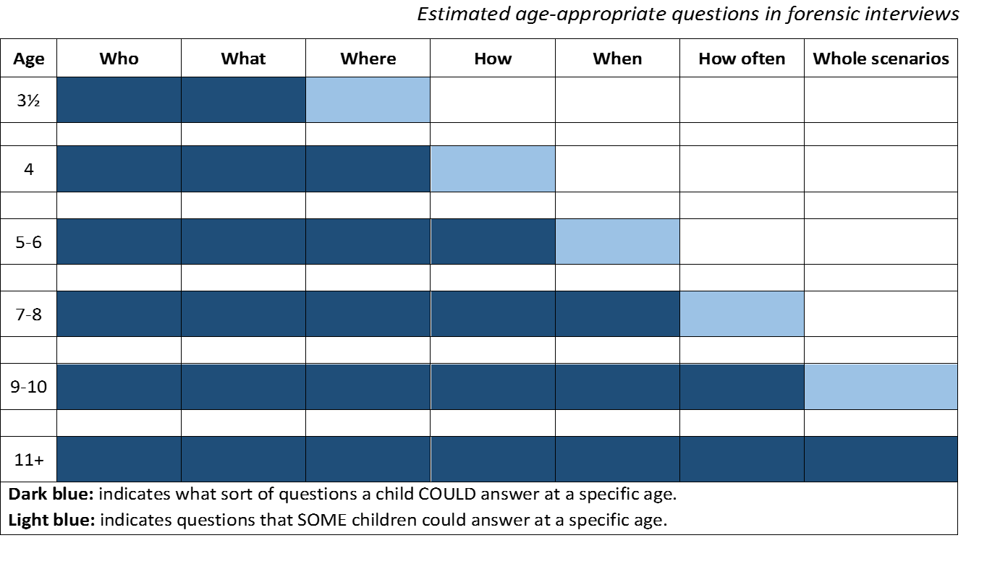 Estimated age-appropriate questions in forensic interviews
Age Who What Where How When How often Whole scenarios
3½
4
5-6
7-8
9-10
11+
Dark blue: indicates what sort of questions a child COULD answer at a specific age.
Light blue: indicates questions that SOME children could answer at a specific age.